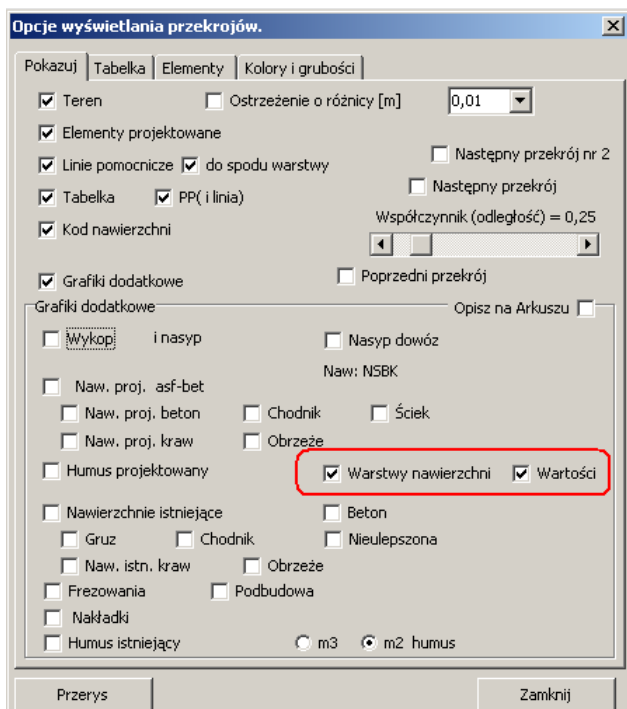 Opcje wyświetlania przekrojów.
Pokazuj Tabelka Elementy Kolory i grubości
Teren Ostrzeżenie o różnicy [m] 0,01
Elementy projektowane
Następny przekrój nr 2
Linie pomocnicze do spodu warstwy
Następny przekrój
Tabelka PP( i linia)
Współczynnik (odległość) = 0,25
Kod nawierzchni
Poprzedni przekrój
Grafiki dodatkowe
Grafiki dodatkowe Opisz na Arkuszu
Wykop i nasyp Nasyp dowóz
Naw: NSBK
Naw. proj. asf-bet
Naw. proj. beton Chodnik Ściek
Naw. proj. kraw Obrzeże
Humus projektowany Warstwy nawierzchni Wartości
Nawierzchnie istniejące Beton
Gruz Chodnik Nieulepszona
Naw. istn. kraw Obrzeże
Frezowania Podbudowa
Nakładki
Humus istniejący m3 m2 humus
Przerys Zamknij